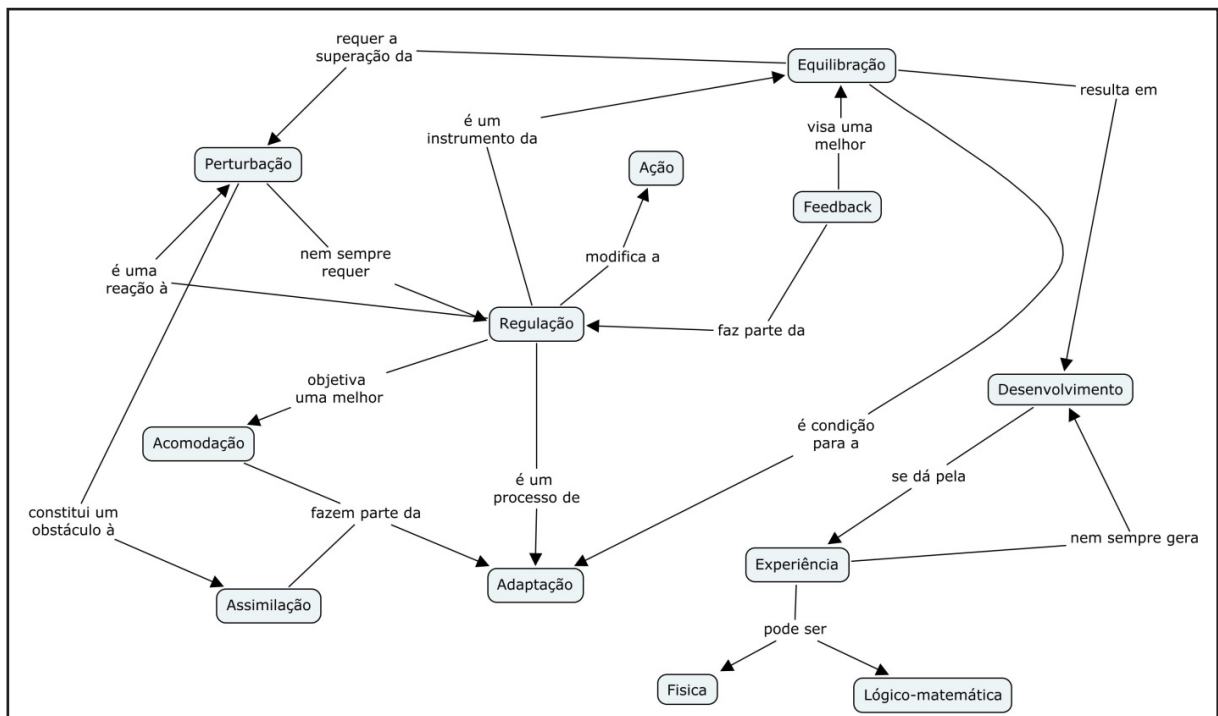 requer a
superação da
Equilibração
resulta em
é um
instrumento da
visa uma
melhor
Perturbação
Ação
Feedback
nem sempre
requer
modifica a
é uma
reação à
Regulação
faz parte da
objetiva
uma melhor
Desenvolvimento
Acomodação
é condição
para a
se dá pela
é um
processo de
constitui um
obstáculo à
fazem parte da
nem sempre gera
Experiência
Adaptação
Assimilação
pode ser
Fisica
Lógico-matemática